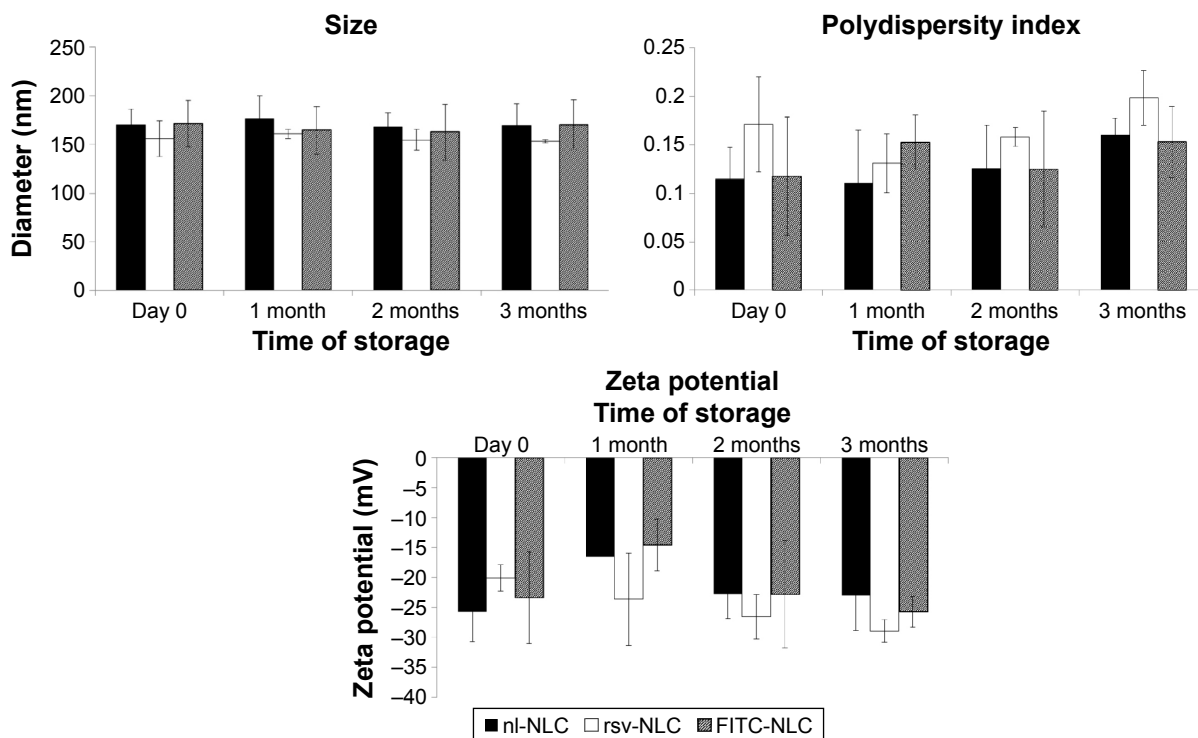 Size
Diameter (nm)
250
200
150
100
50
0
Day 0 1 month 2 months 3 months
Time of storage
Polydispersity index
0.25
0.2
0.15
0.1
0.05
0
Day 0 1 month 2 months 3 months
Time of storage
Zeta potential
Time of storage
Day 0 1 month 2 months 3 months
Zeta potential (mV)
0
–5
–10
–15
–20
–25
–30
–35
–40
nl-NLC rsv-NLC FITC-NLC